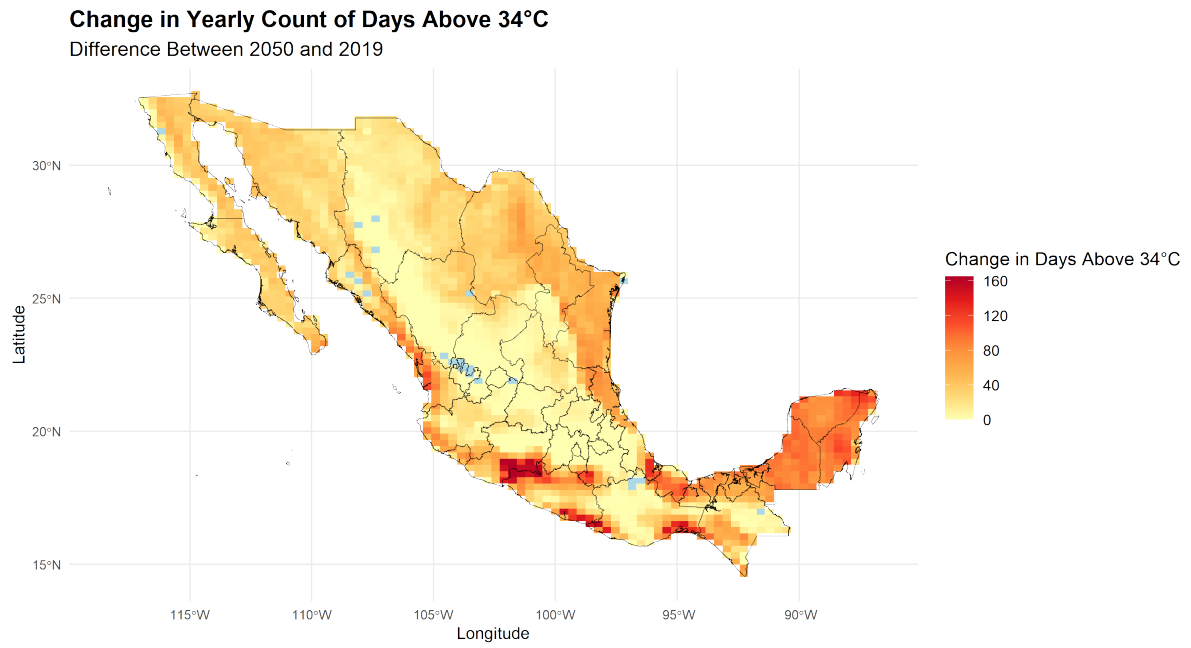 Change in Yearly Count of Days Above 34°C
Difference Between 2050 and 2019
30°N
25°N
20°N
15°N
Latitude
115°W
110°W
105°W
100°W
95°W
90°W
Longitude
Change in Days Above 34°C
160
120
80
40
0